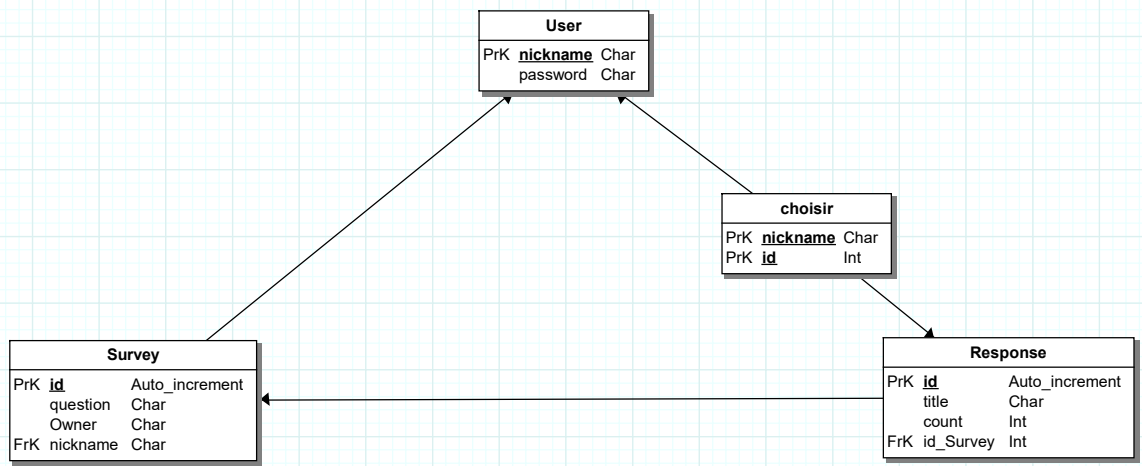 User
PrK nickname Char
password Char
choisir
PrK nickname Char
PrK id Int
Survey
PrK id Auto_increment
question Char
Owner Char
FrK nickname Char
Response
PrK id Auto_increment
title Char
count Int
FrK id_Survey Int